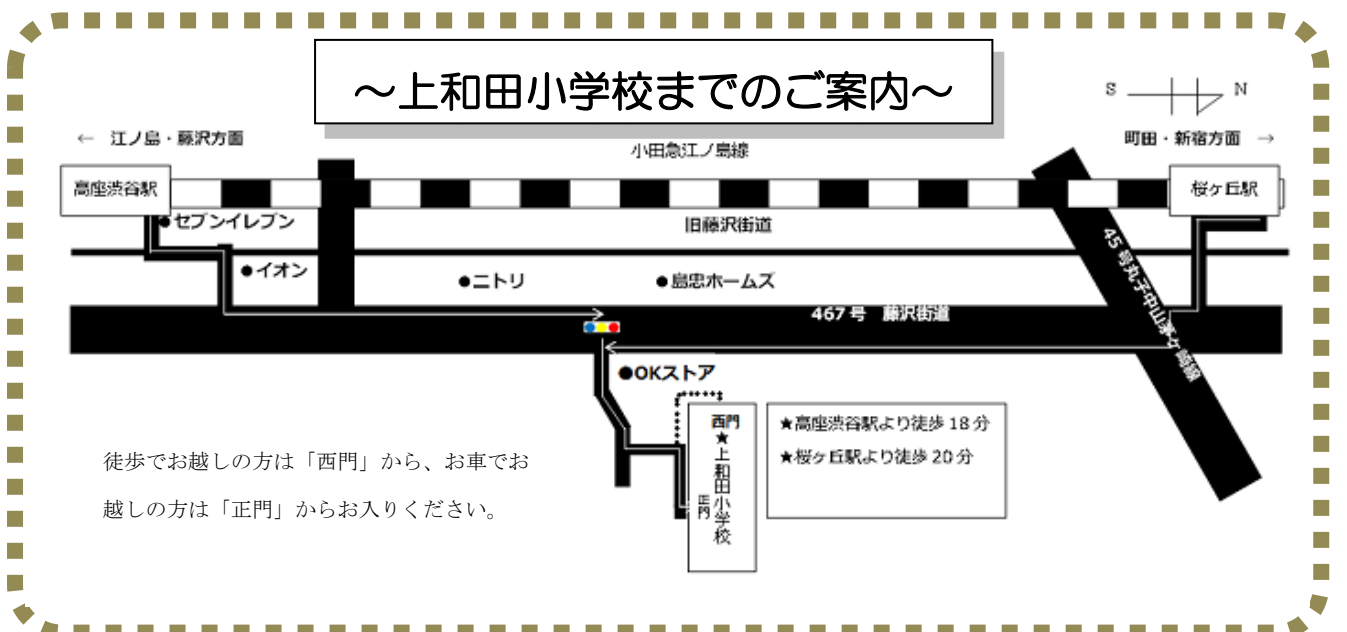 ～上和田小学校までのご案内～
S N
← 江ノ島・藤沢方面
町田・新宿方面 →
小田急江ノ島線
高座渋谷駅
桜ヶ丘駅
●セブンイレブン
旧藤沢街道
●イオン
●ニトリ
●島忠ホームズ
45号丸子中山茅ヶ崎線
467号 藤沢街道
●OKストア
西門
★上和田小学校
正門
★高座渋谷駅より徒歩18分
★桜ヶ丘駅より徒歩20分
徒歩でお越しの方は「西門」から、お車でお
越しの方は「正門」からお入りください。